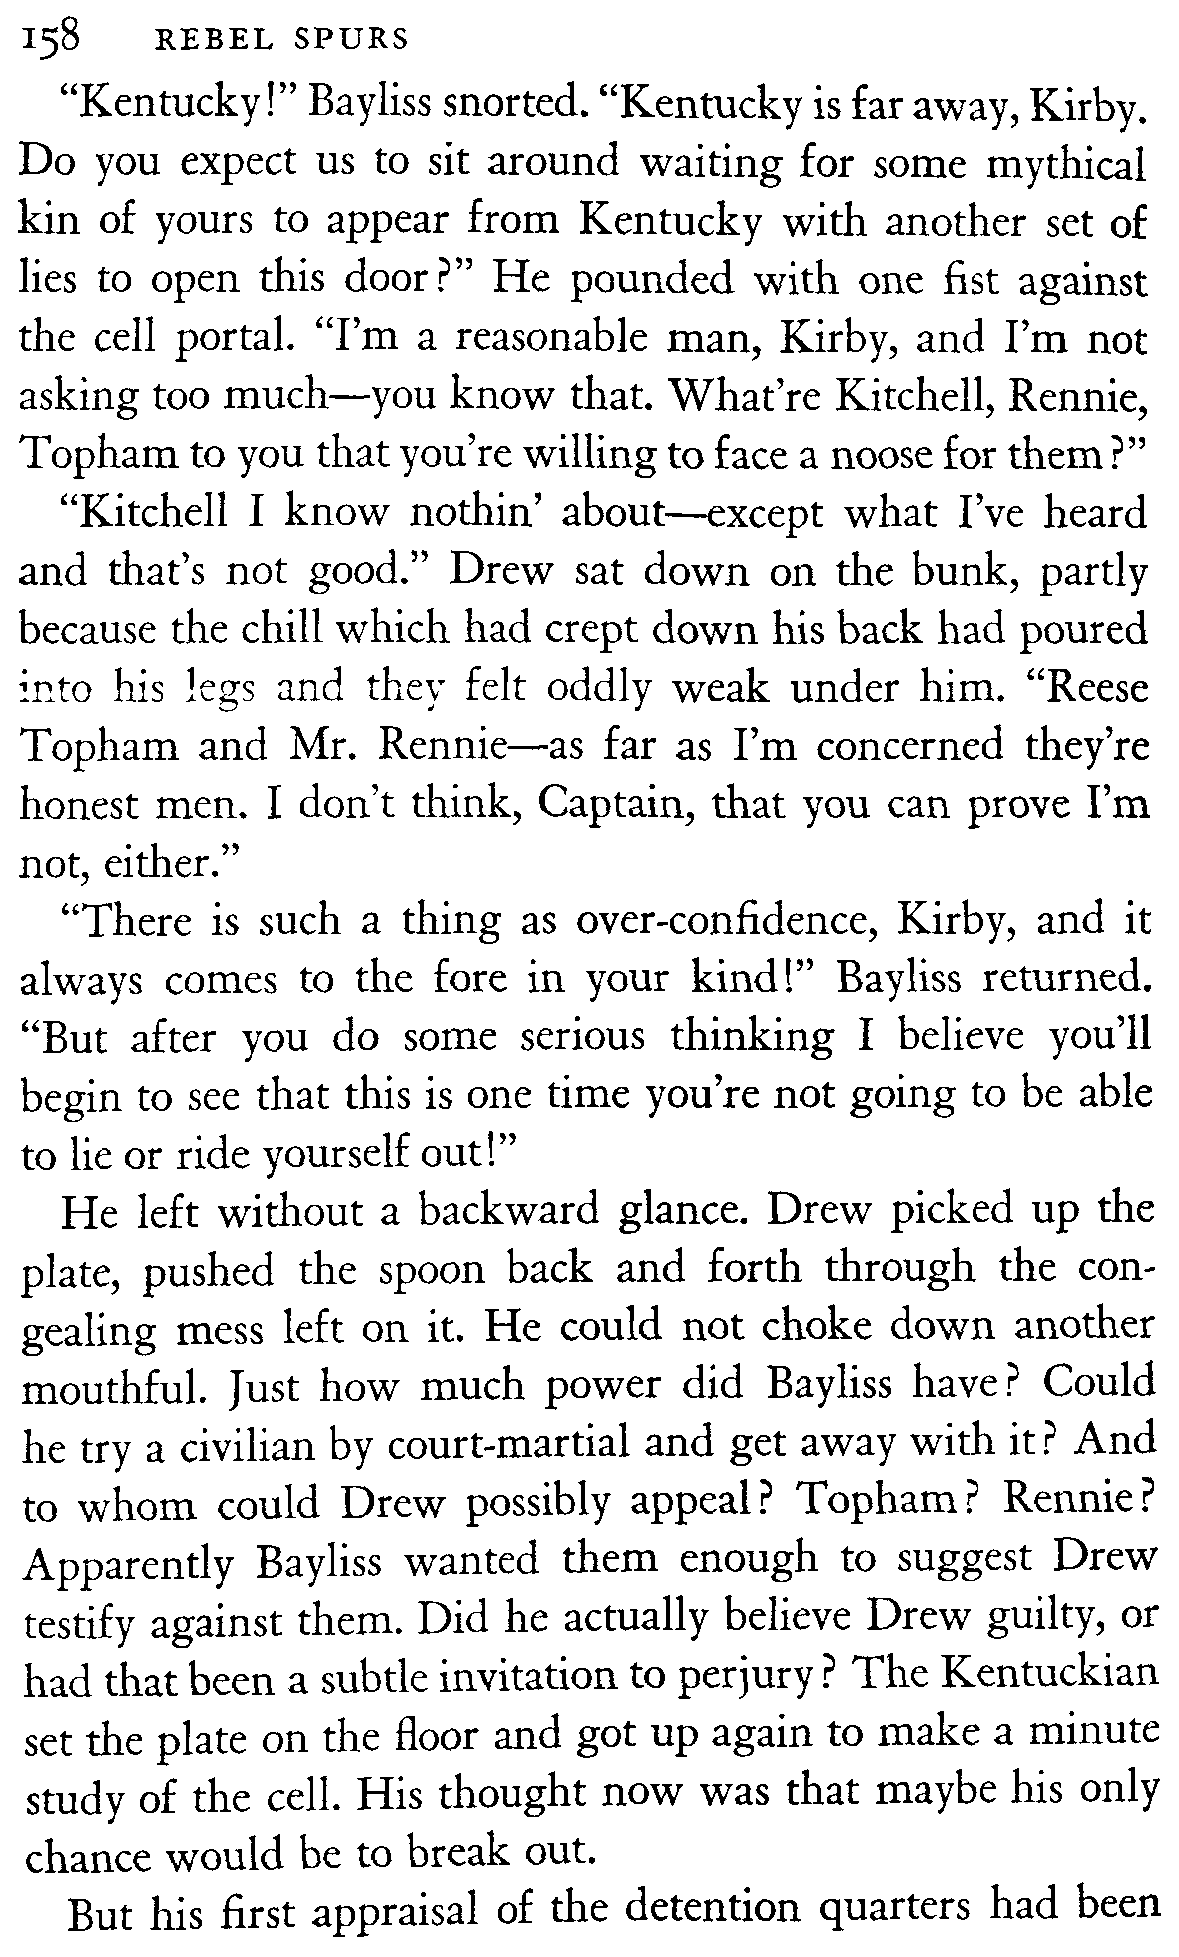 158 REBEL SPURS
“Kentucky!” Bayliss snorted. “Kentucky is far away, Kirby.
Do you expect us to sit around waiting for some mythical
kin of yours to appear from Kentucky with another set of
lies to open this door?” He pounded with one fist against
the cell portal. “I’m a reasonable man, Kirby, and I’m not
asking too much—you know that. What’re Kitchell, Rennie,
Topham to you that you’re willing to face a noose for them?”
“Kitchell I know nothin’ about—except what I’ve heard
and that’s not good.” Drew sat down on the bunk, partly
because the chill which had crept down his back had poured
into his legs and they felt oddly weak under him. “Reese
Topham and Mr. Rennie—as far as I’m concerned they’re
honest men. I don’t think, Captain, that you can prove I’m
not, either.”
“There is such a thing as over-confidence, Kirby, and it
always comes to the fore in your kind!” Bayliss returned.
“But after you do some serious thinking I believe you’ll
begin to see that this is one time you’re not going to be able
to lie or ride yourself out!”
He left without a backward glance. Drew picked up the
plate, pushed the spoon back and forth through the con-
gealing mess left on it. He could not choke down another
mouthful. Just how much power did Bayliss have? Could
he try a civilian by court-martial and get away with it? And
to whom could Drew possibly appeal? Topham? Rennie?
Apparently Bayliss wanted them enough to suggest Drew
testify against them. Did he actually believe Drew guilty, or
had that been a subtle invitation to perjury? The Kentuckian
set the plate on the floor and got up again to make a minute
study of the cell. His thought now was that maybe his only
chance would be to break out.
But his first appraisal of the detention quarters had been